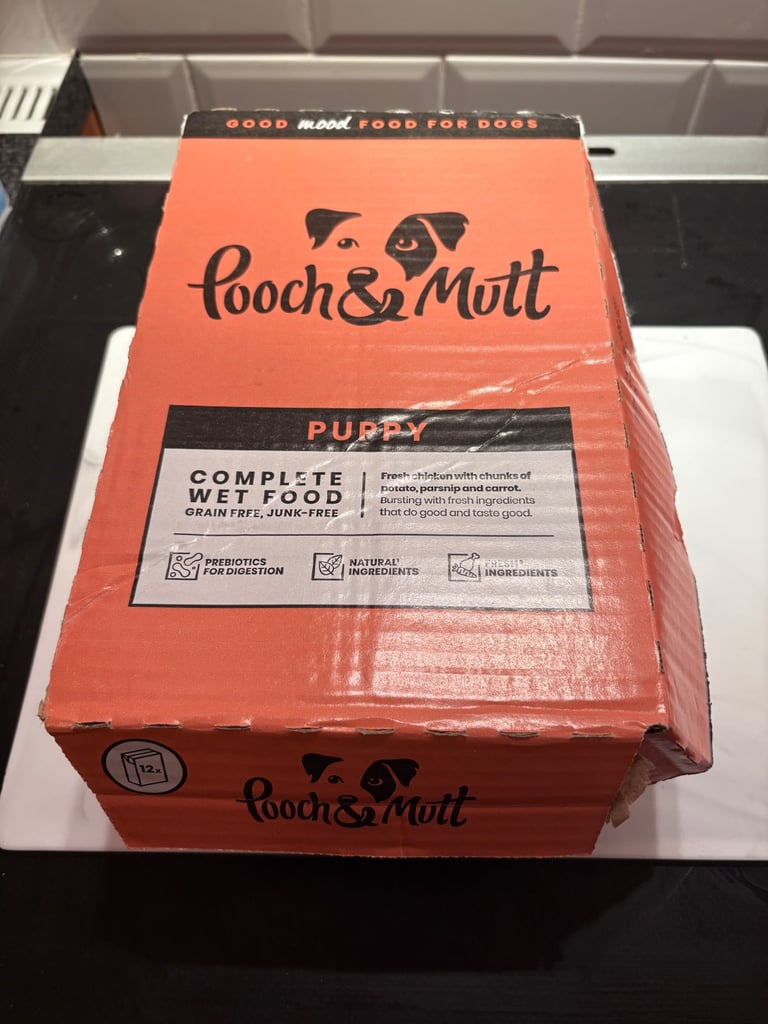 GOOD mood FOOD FOR DOGS
Pooch & Mutt
PUPPY
COMPLETE
WET FOOD
GRAIN FREE, JUNK-FREE
Fresh chicken with chunks of
potato, parsnip and carrot.
Bursting with fresh ingredients
that do good and taste good.
PREBIOTICS
FOR DIGESTION
NATURAL†
INGREDIENTS
FRESH†
INGREDIENTS
12x
Pooch & Mutt